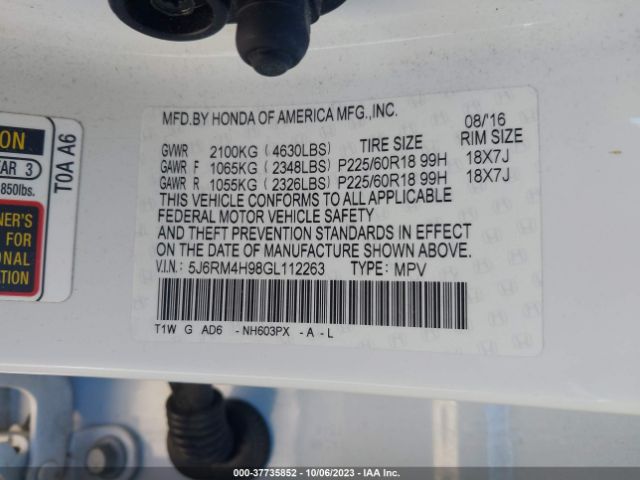 MFD.BY HONDA OF AMERICA MFG.,INC. 08/'16
GVWR 2100KG ( 4630LBS) TIRE SIZE RIM SIZE
GAWR F 1065KG ( 2348LBS) P225/60R18 99H 18X7J
GAWR R 1055KG ( 2326LBS) P225/60R18 99H 18X7J
THIS VEHICLE CONFORMS TO ALL APPLICABLE
FEDERAL MOTOR VEHICLE SAFETY
AND THEFT PREVENTION STANDARDS IN EFFECT
ON THE DATE OF MANUFACTURE SHOWN ABOVE.
V.I.N.: 5J6RM4H98GL112263 TYPE: MPV
T1W G AD6 -NH603PX -A-L
ON
AR 3)
850lbs.
NER'S
FOR
IONAL
T0A A6
000-37735852 - 10/06/2023 - IAA Inc.